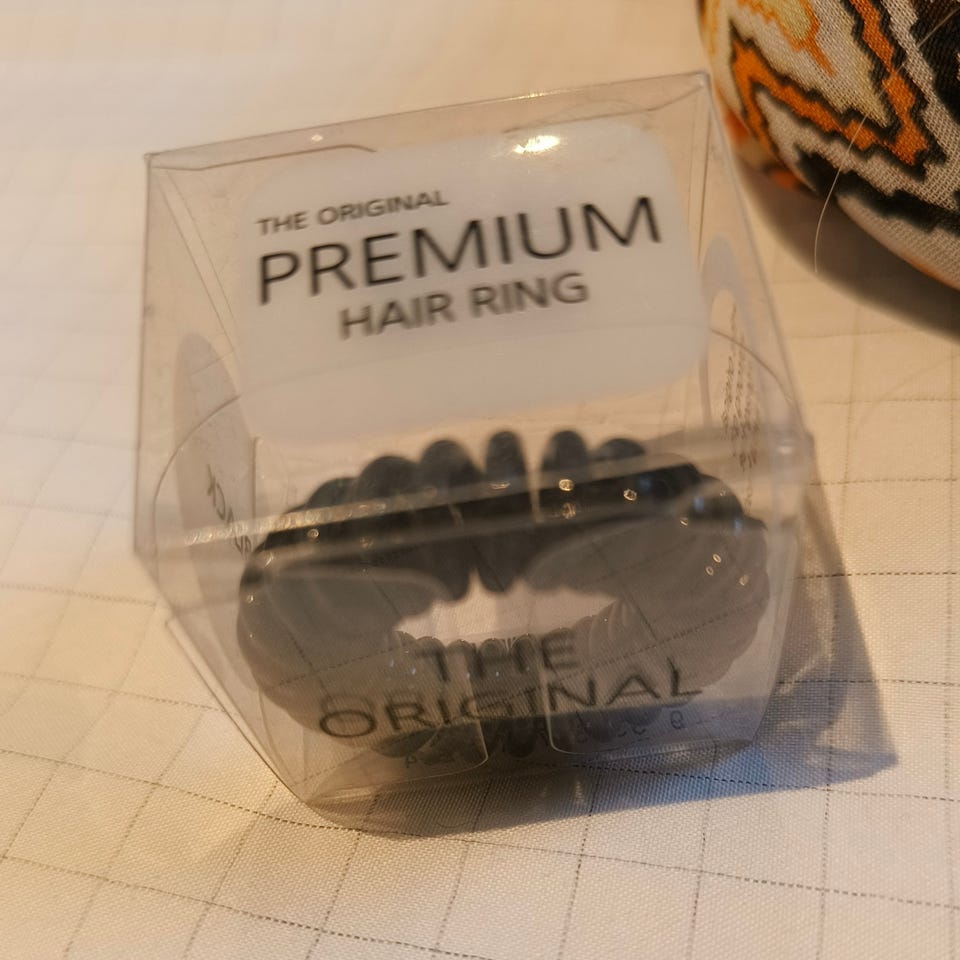 THE ORIGINAL
PREMIUM
HAIR RING
THE
ORIGINAL